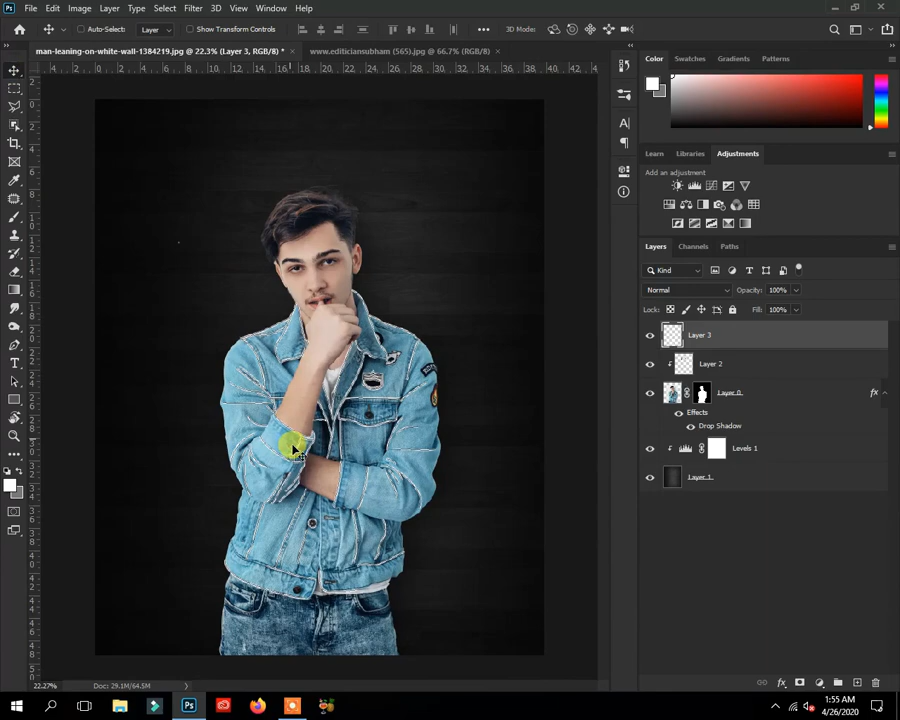 Ps File Edit Image Layer Type Select Filter 3D View Window Help
Auto-Select: Layer Show Transform Controls 3D Mode:
man-leaning-on-white-wall-1384219.jpg @ 22.3% (Layer 3, RGB/8) * × www.editiciansubham (565).jpg @ 66.7% (RGB/8) ×
Color Swatches Gradients Patterns
Learn Libraries Adjustments
Add an adjustment
Layers Channels Paths
Kind
Normal Opacity: 100%
Lock: Fill: 100%
Layer 3
Layer 2
Layer 0 fx
Effects
Drop Shadow
Levels 1
Layer 1
22.27% Doc: 29.1M/64.5M
1:55 AM
4/26/2020